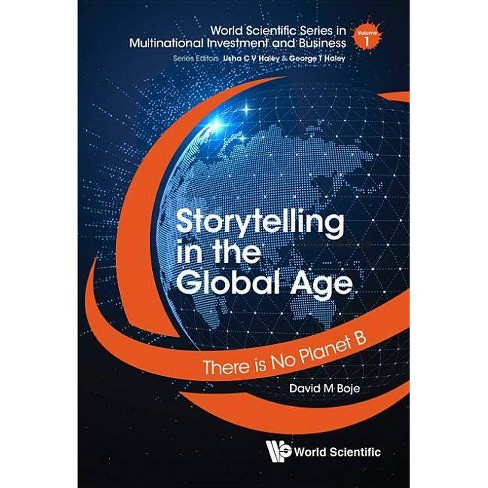 World Scientific Series in
Multinational Investment and Business
Volume
1
Series Editors Usha C V Haley & George T Haley
Storytelling
in the
Global Age
There is No Planet B
David M Boje
World Scientific